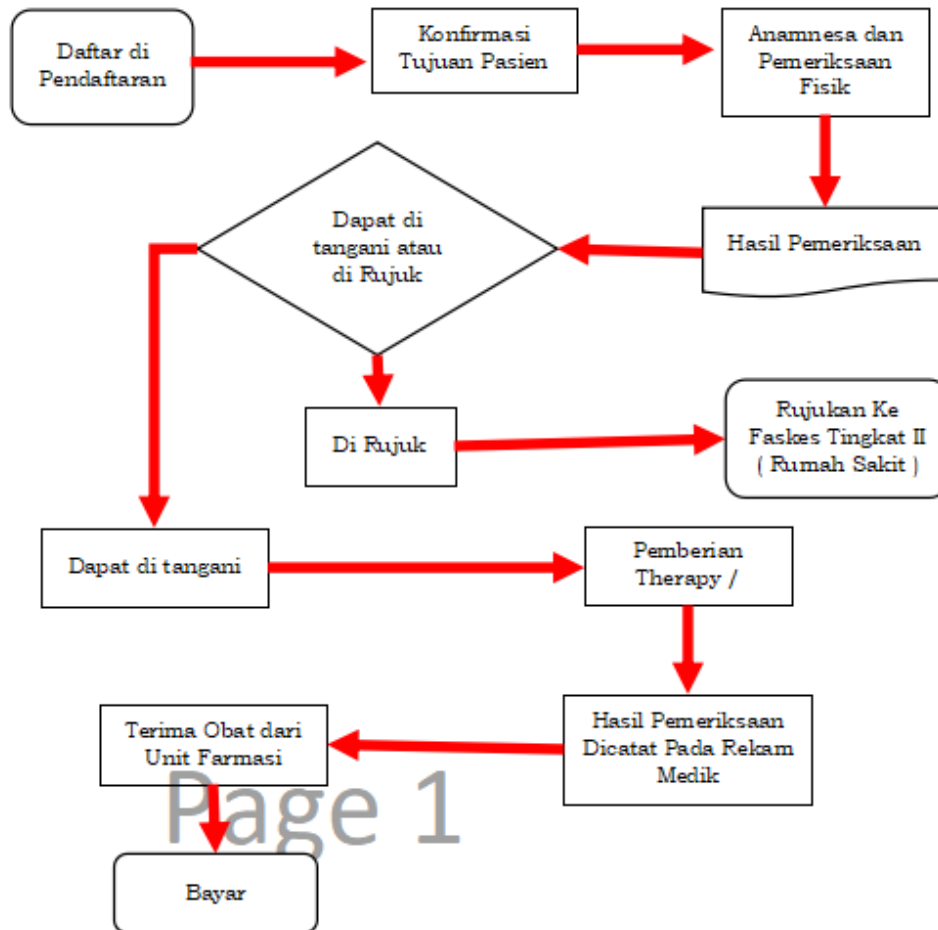 Daftar di
Pendaftaran
Konfirmasi
Tujuan Pasien
Anamnesa dan
Pemeriksaan
Fisik
Hasil Pemeriksaan
Dapat di
tangani atau
di Rujuk
Di Rujuk
Rujukan Ke
Faskes Tingkat II
( Rumah Sakit )
Dapat di tangani
Pemberian
Therapy /
Hasil Pemeriksaan
Dicatat Pada Rekam
Medik
Terima Obat dari
Unit Farmasi
Page 1
Bayar